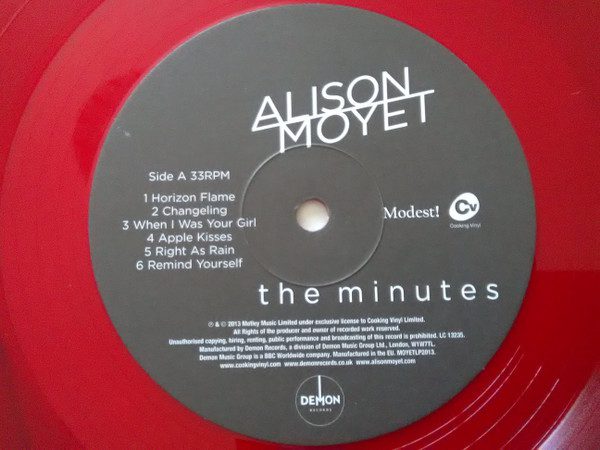 ALISON
MOYET
Side A 33RPM
1 Horizon Flame
2 Changeling
3 When I Was Your Girl
4 Apple Kisses
5 Right As Rain
6 Remind Yourself
Modest!
Cv
Cooking Vinyl
the minutes
℗ & © 2013 Motley Music Limited under exclusive license to Cooking Vinyl Limited.
All Rights of the producer and owner of recorded work reserved.
Unauthorised copying, hiring, renting, public performance and broadcasting of this record is prohibited. LC 13235.
Manufactured by Demon Records, a division of Demon Music Group Ltd., London, W1W7TL.
Demon Music Group is a BBC Worldwide company. Manufactured in the EU. MOYETLP2013.
www.cookingvinyl.com www.demonrecords.co.uk www.alisonmoyet.com
DEMON
RECORDS